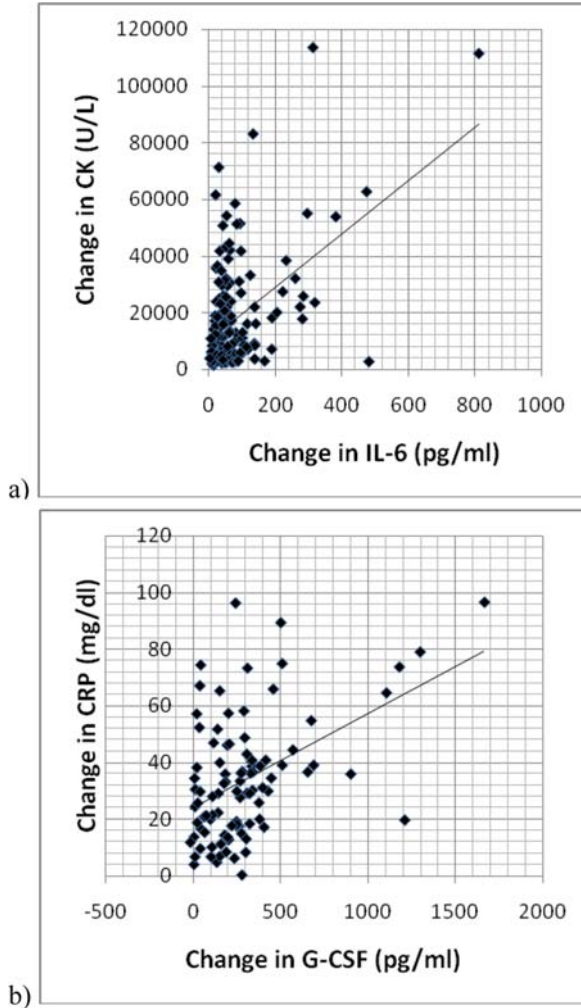 120000
100000
80000
60000
40000
20000
0
Change in CK (U/L)
0 200 400 600 800 1000
Change in IL-6 (pg/ml)
a)
120
100
80
60
40
20
0
Change in CRP (mg/dl)
-500 0 500 1000 1500 2000
Change in G-CSF (pg/ml)
b)